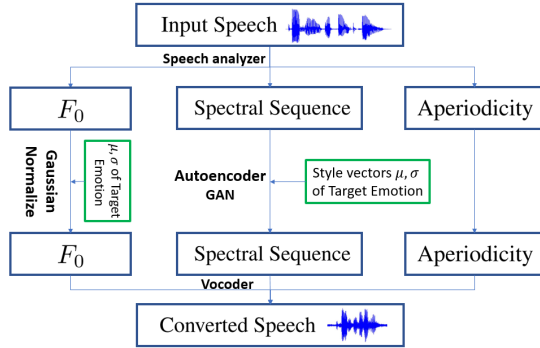 Input Speech
Speech analyzer
F₀
Spectral Sequence
Aperiodicity
Gaussian
Normalize
μ, σ of Target
Emotion
Autoencoder
GAN
Style vectors μ, σ
of Target Emotion
F₀
Spectral Sequence
Aperiodicity
Vocoder
Converted Speech